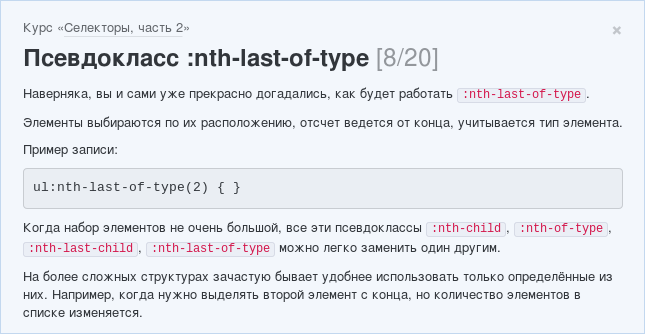 Курс «Селекторы, часть 2»
×
Псевдокласс :nth-last-of-type [8/20]
Наверняка, вы и сами уже прекрасно догадались, как будет работать :nth-last-of-type.
Элементы выбираются по их расположению, отсчет ведется от конца, учитывается тип элемента.
Пример записи:
ul:nth-last-of-type(2) { }
Когда набор элементов не очень большой, все эти псевдоклассы :nth-child, :nth-of-type,
:nth-last-child, :nth-last-of-type можно легко заменить один другим.
На более сложных структурах зачастую бывает удобнее использовать только определённые из
них. Например, когда нужно выделять второй элемент с конца, но количество элементов в
списке изменяется.